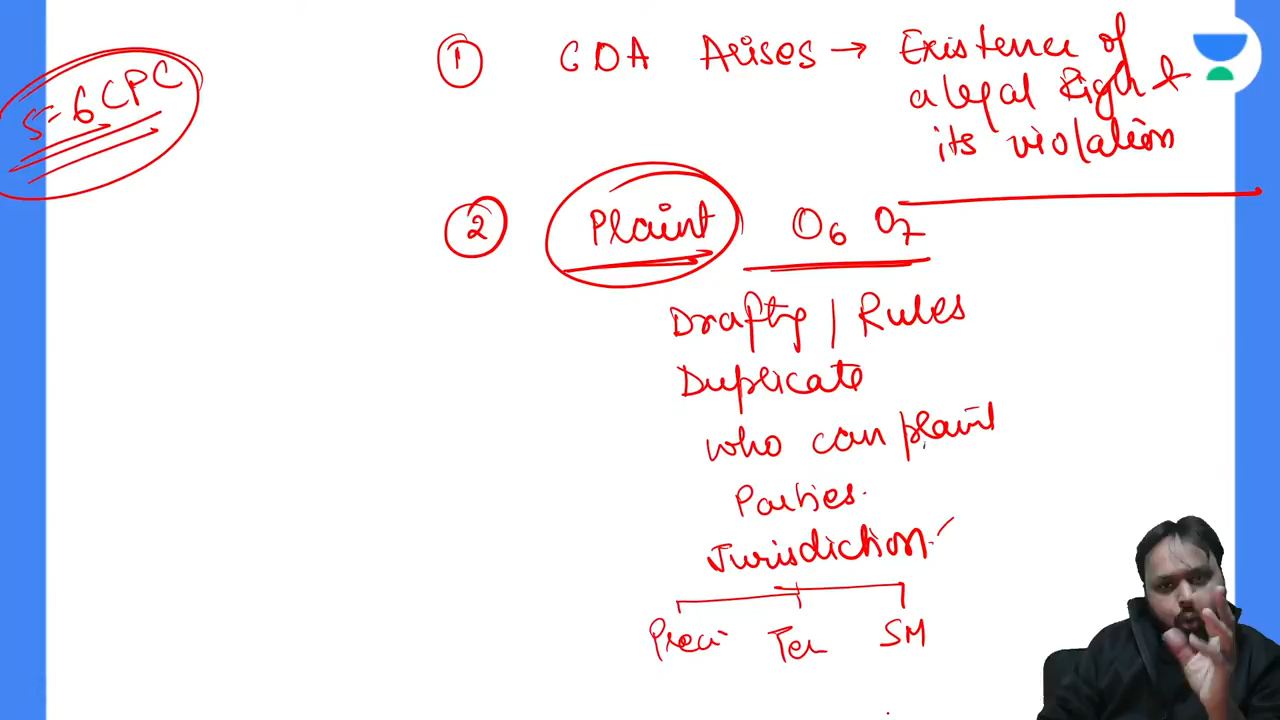 S-6 CPC
① COA Arises → Existence of
a legal Right &
its violation
② Plaint O6 O7
Drafting / Rules
Duplicate
who can plaint
Parties.
Jurisdiction.
Pecu Ter SM